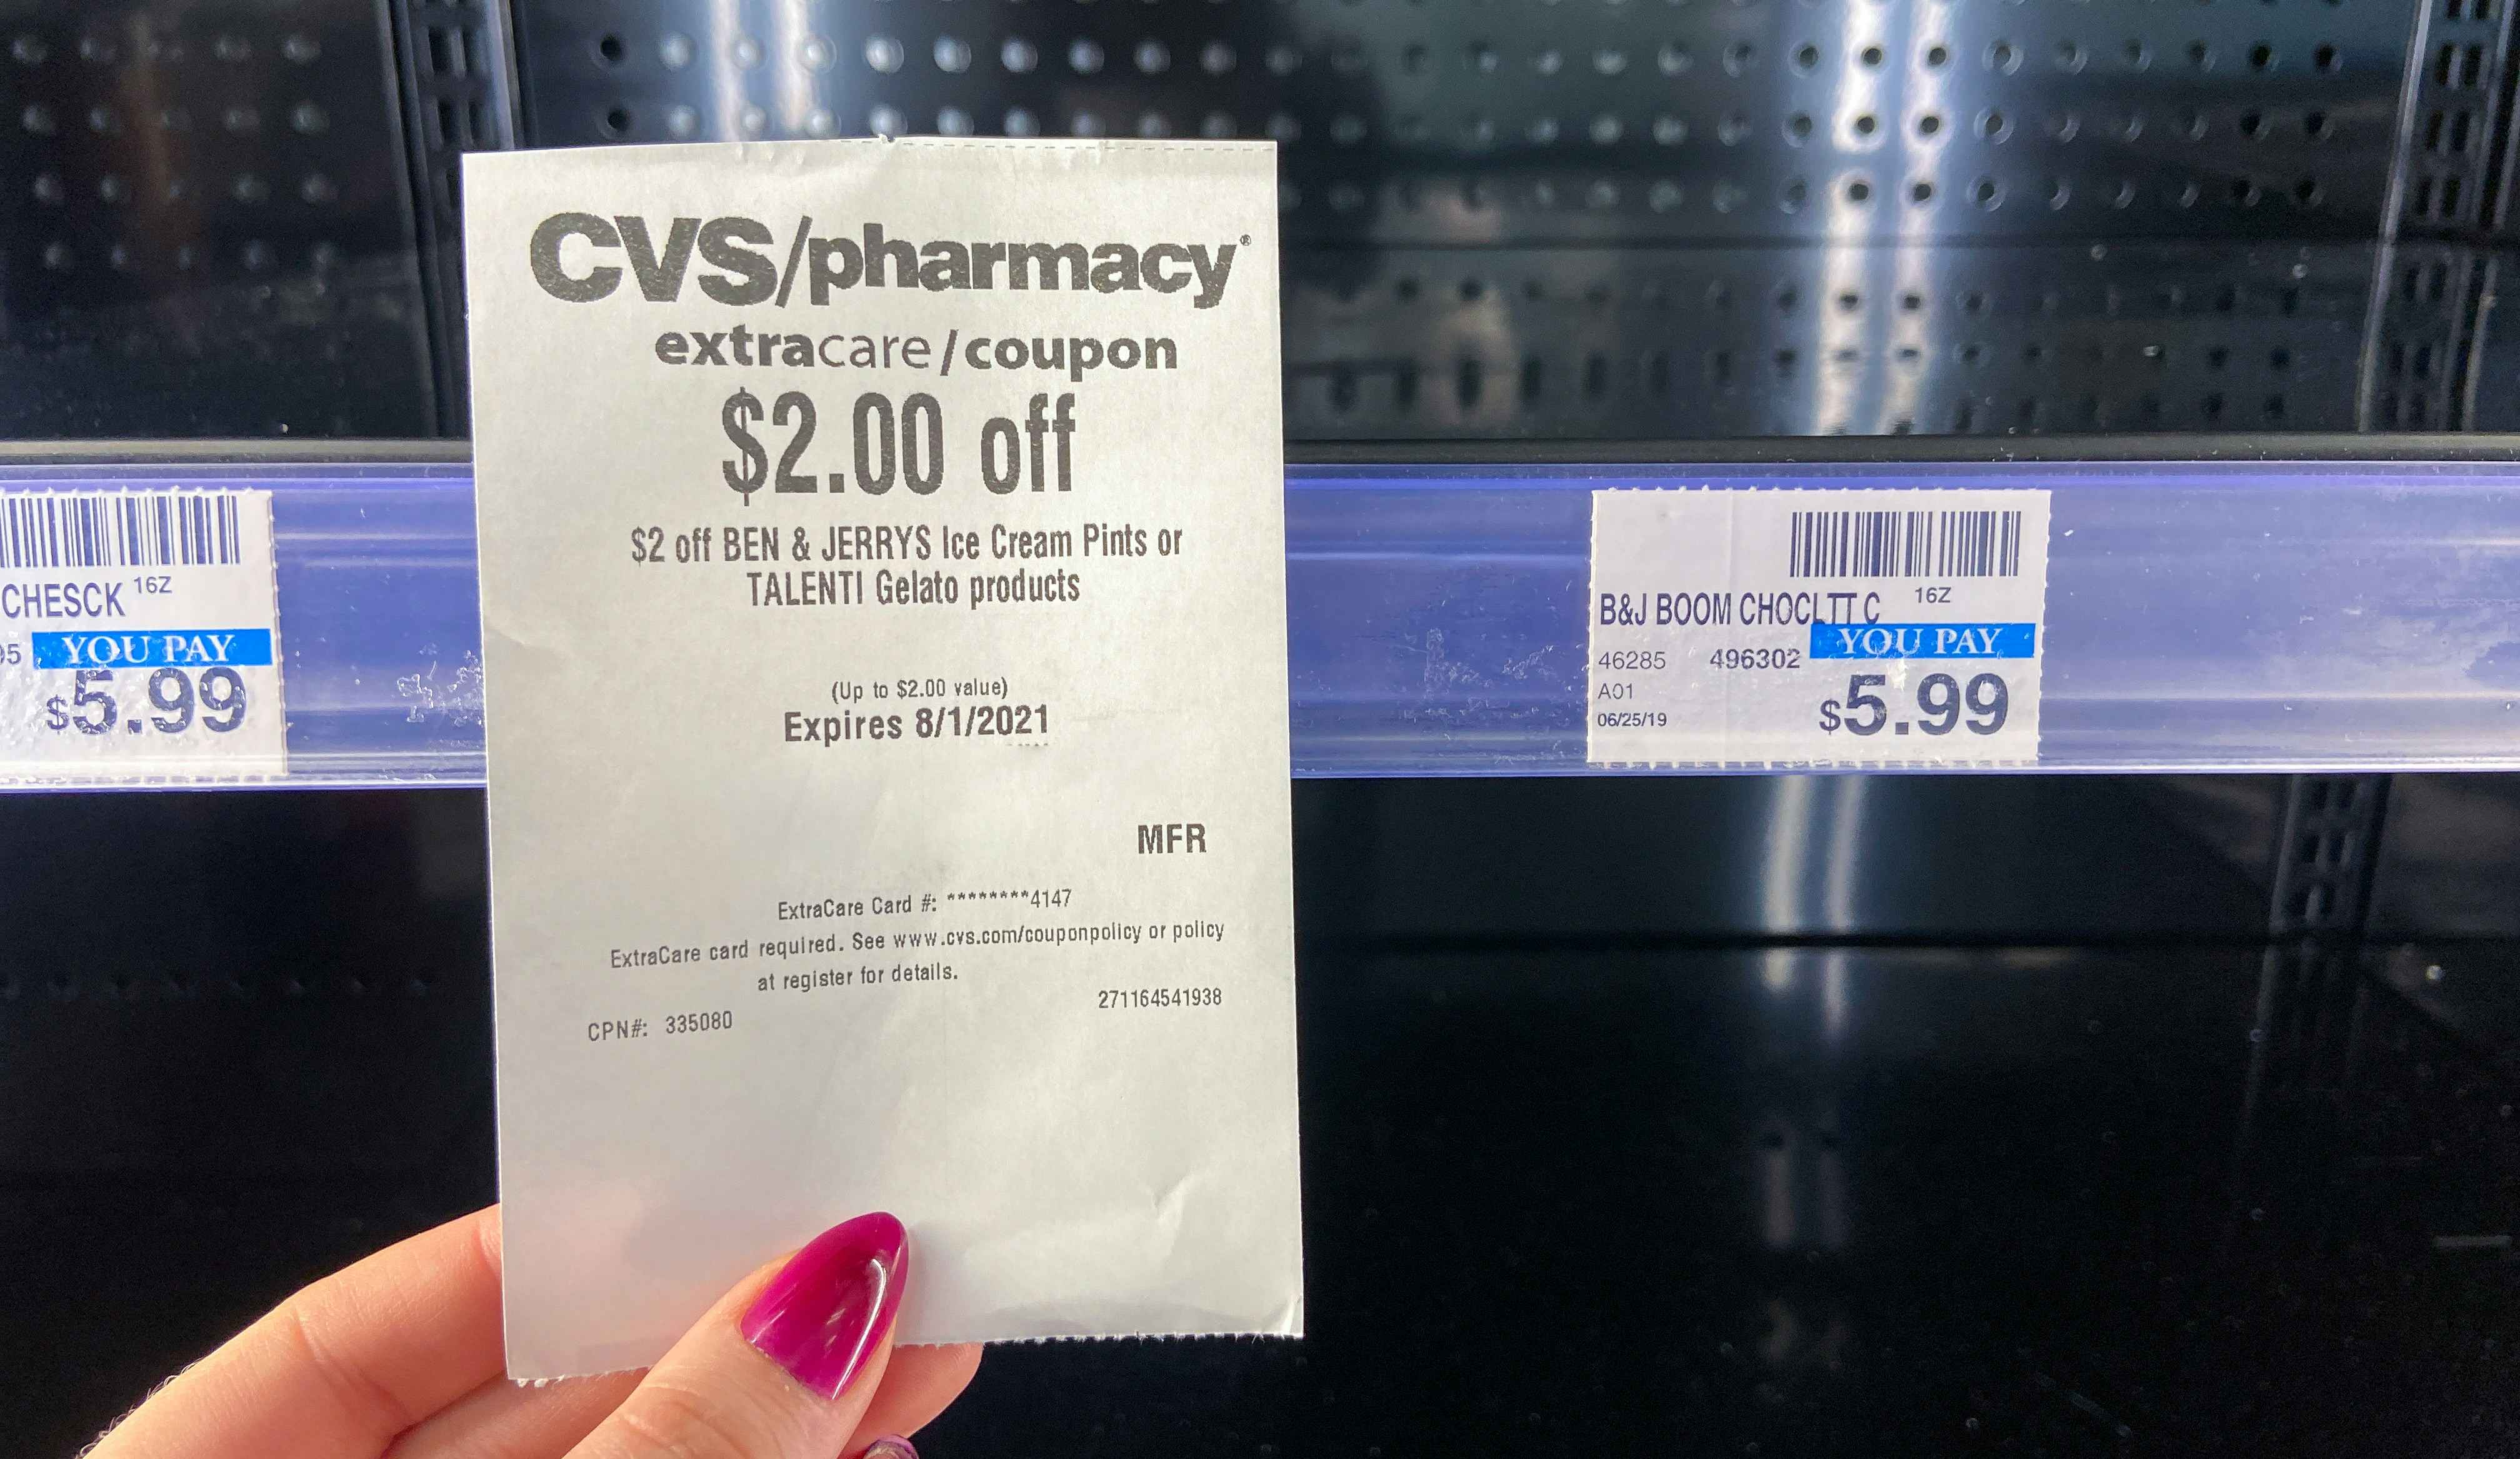 CVS/pharmacy®
extracare/coupon
$2.00 off
$2 off BEN & JERRYS Ice Cream Pints or
TALENTI Gelato products
(Up to $2.00 value)
Expires 8/1/2021
MFR
ExtraCare Card #: ********4147
ExtraCare card required. See www.cvs.com/couponpolicy or policy
at register for details.
271164541938
CPN#: 335080
CHESCK 16Z
95 YOU PAY
$5.99
B&J BOOM CHOCLTT C 16Z
46285 496302 YOU PAY
A01
06/25/19 $5.99